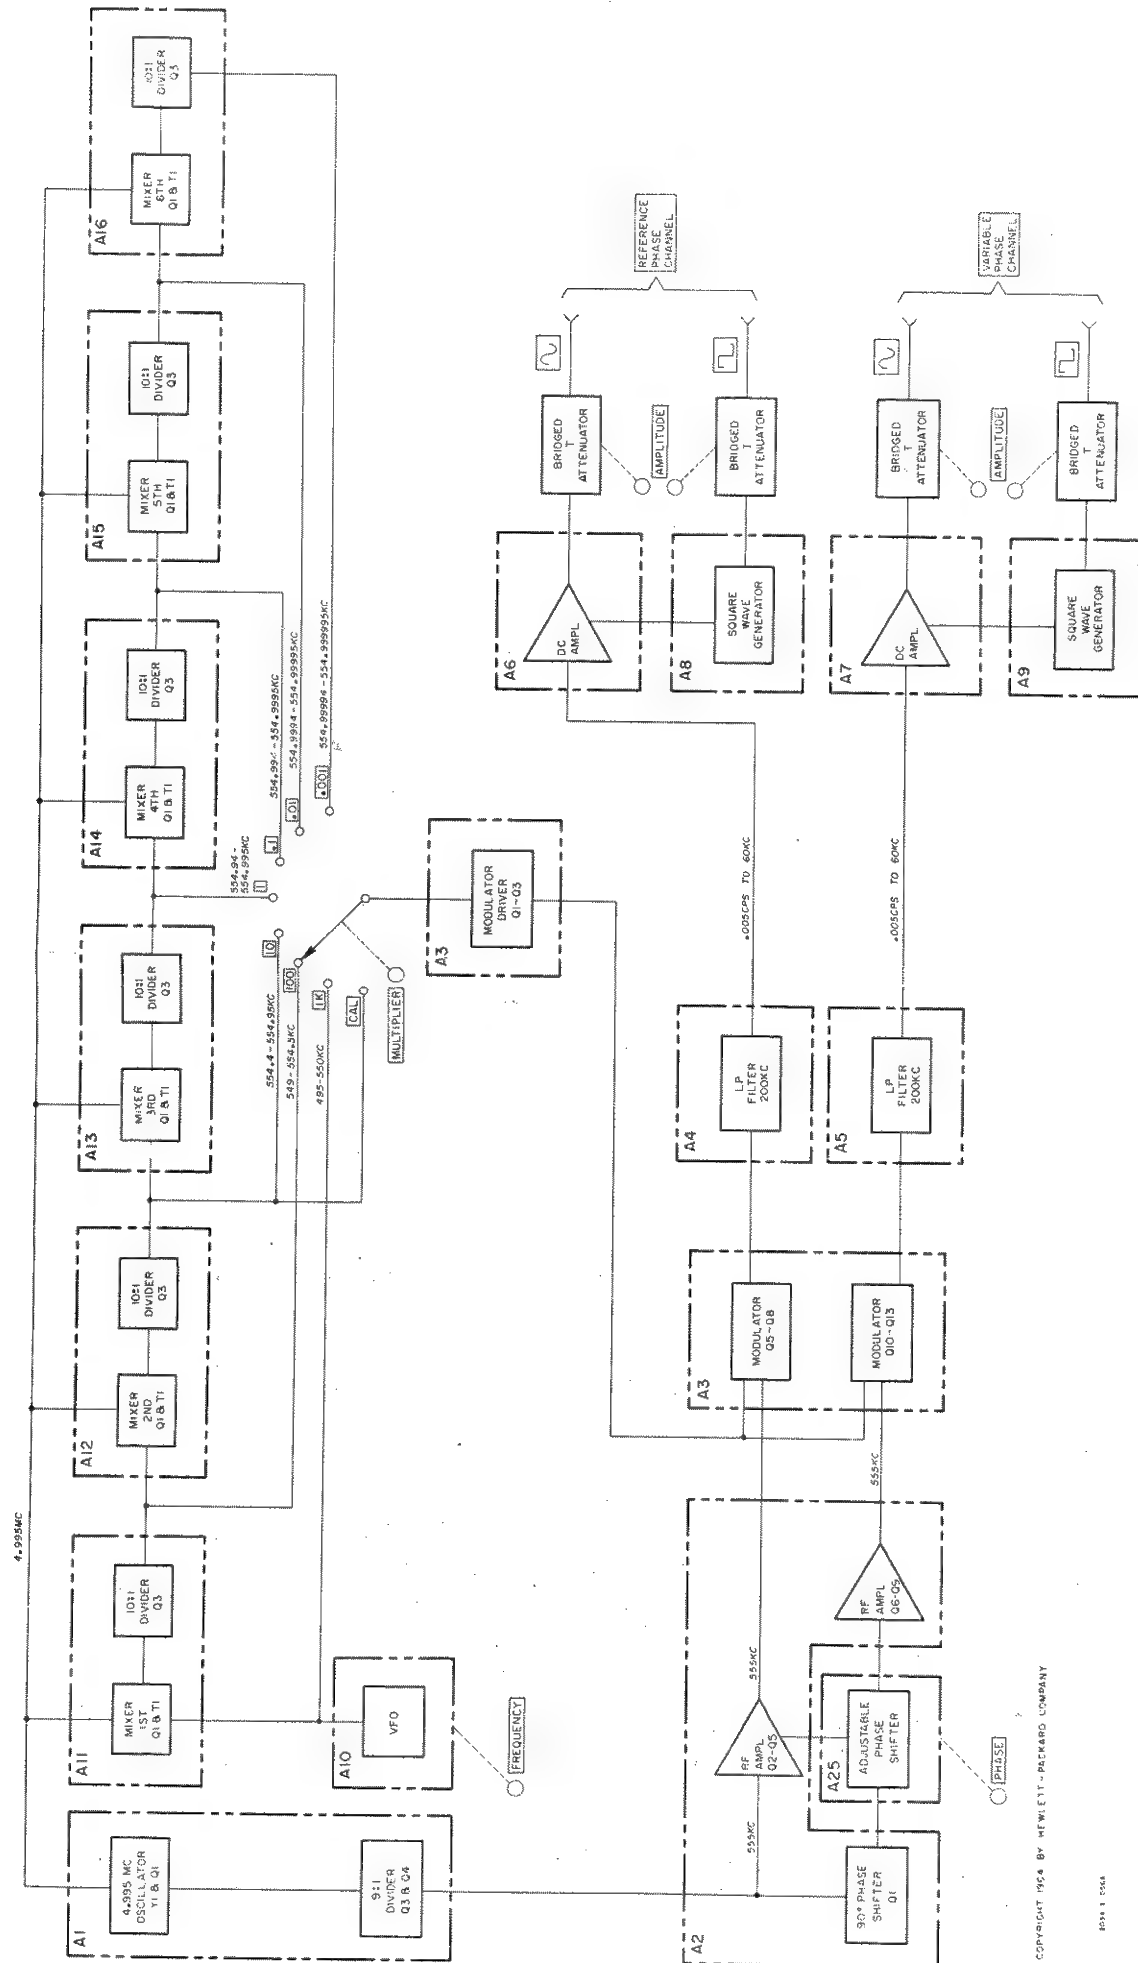 4.995MC
A1
4.995 MC
OSCILLATOR
Y1 & Q1
9:1
DIVIDER
Q3 & Q4
A11
MIXER
1ST
Q1 & T1
10:1
DIVIDER
Q3
A10
VFO
FREQUENCY
A12
MIXER
2ND
Q1 & T1
10:1
DIVIDER
Q3
A13
MIXER
3RD
Q1 & T1
10:1
DIVIDER
Q3
A14
MIXER
4TH
Q1 & T1
10:1
DIVIDER
Q3
A15
MIXER
5TH
Q1 & T1
10:1
DIVIDER
Q3
A16
MIXER
6TH
Q1 & T1
10:1
DIVIDER
Q3
554.4-554.95KC
549-554.5KC
495-550KC
554.94-
554.995KC
554.994-554.9995KC
554.9994-554.99995KC
554.99994-554.999995KC
CAL
1K
100
10
1
.1
.01
.001
MULTIPLIER
A3
MODULATOR
DRIVER
Q1-Q3
A2
90° PHASE
SHIFTER
Q1
555KC
RF
AMPL
Q2-Q5
555KC
A25
ADJUSTABLE
PHASE
SHIFTER
PHASE
RF
AMPL
Q6-Q9
555KC
A3
MODULATOR
Q5-Q8
MODULATOR
Q10-Q13
A4
LP
FILTER
200KC
A5
LP
FILTER
200KC
.005CPS TO 60KC
.005CPS TO 60KC
A6
DC
AMPL
A8
SQUARE
WAVE
GENERATOR
BRIDGED
T
ATTENUATOR
AMPLITUDE
BRIDGED
T
ATTENUATOR
REFERENCE
PHASE
CHANNEL
A7
DC
AMPL
A9
SQUARE
WAVE
GENERATOR
BRIDGED
T
ATTENUATOR
AMPLITUDE
BRIDGED
T
ATTENUATOR
VARIABLE
PHASE
CHANNEL
COPYRIGHT 1964 BY HEWLETT-PACKARD COMPANY